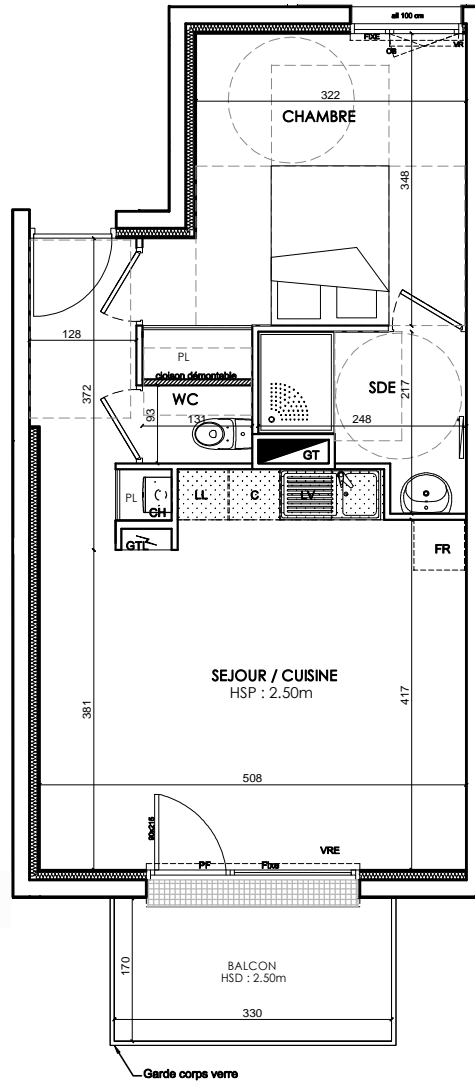 all 100 cm
FIXE
OB
VR
322
CHAMBRE
348
128
372
PL
cloison démontable
WC
93
131
SDE
217
248
GT
PL
CH
LL
C
LV
GTL
FR
SEJOUR / CUISINE
HSP : 2.50m
381
417
508
90x215
VRE
PF
Fixe
BALCON
HSD : 2.50m
170
330
Garde corps verre